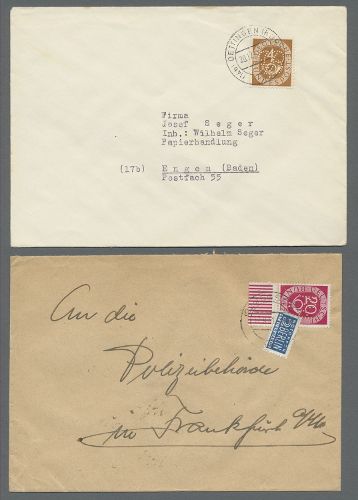 OETTINGEN
Firma
Josef Seger
Inh.: Wilhelm Seger
Papierhandlung
(17b) Engen (Baden)
Postfach 55
An die
20
Polizeibehörde
in Frankfurt a/M